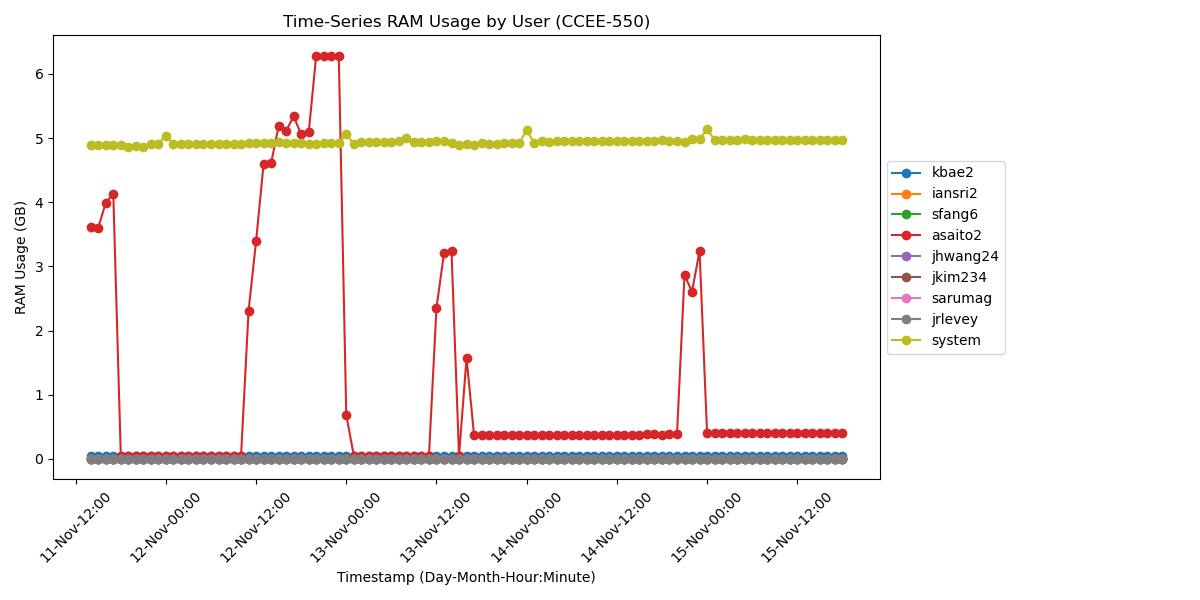 Time-Series RAM Usage by User (CCEE-550)
RAM Usage (GB)
6
5
4
3
2
1
0
11-Nov-12:00
12-Nov-00:00
12-Nov-12:00
13-Nov-00:00
13-Nov-12:00
14-Nov-00:00
14-Nov-12:00
15-Nov-00:00
15-Nov-12:00
Timestamp (Day-Month-Hour:Minute)
kbae2
iansri2
sfang6
asaito2
jhwang24
jkim234
sarumag
jrlevey
system